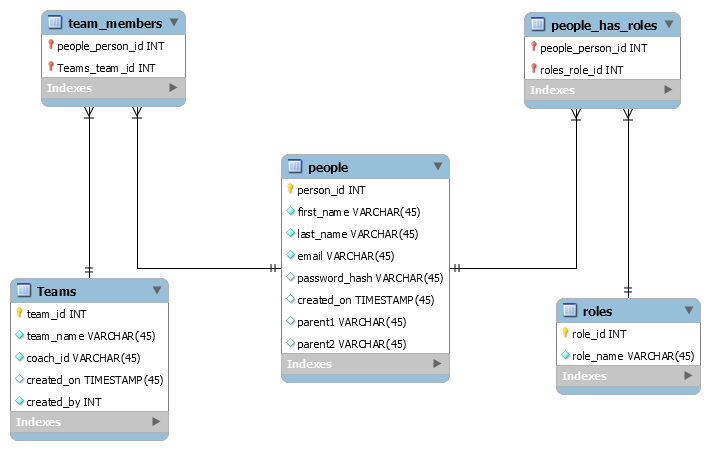 team_members
people_person_id INT
Teams_team_id INT
Indexes
people_has_roles
people_person_id INT
roles_role_id INT
Indexes
people
person_id INT
first_name VARCHAR(45)
last_name VARCHAR(45)
email VARCHAR(45)
password_hash VARCHAR(45)
created_on TIMESTAMP(45)
parent1 VARCHAR(45)
parent2 VARCHAR(45)
Indexes
Teams
team_id INT
team_name VARCHAR(45)
coach_id VARCHAR(45)
created_on TIMESTAMP(45)
created_by INT
Indexes
roles
role_id INT
role_name VARCHAR(45)
Indexes